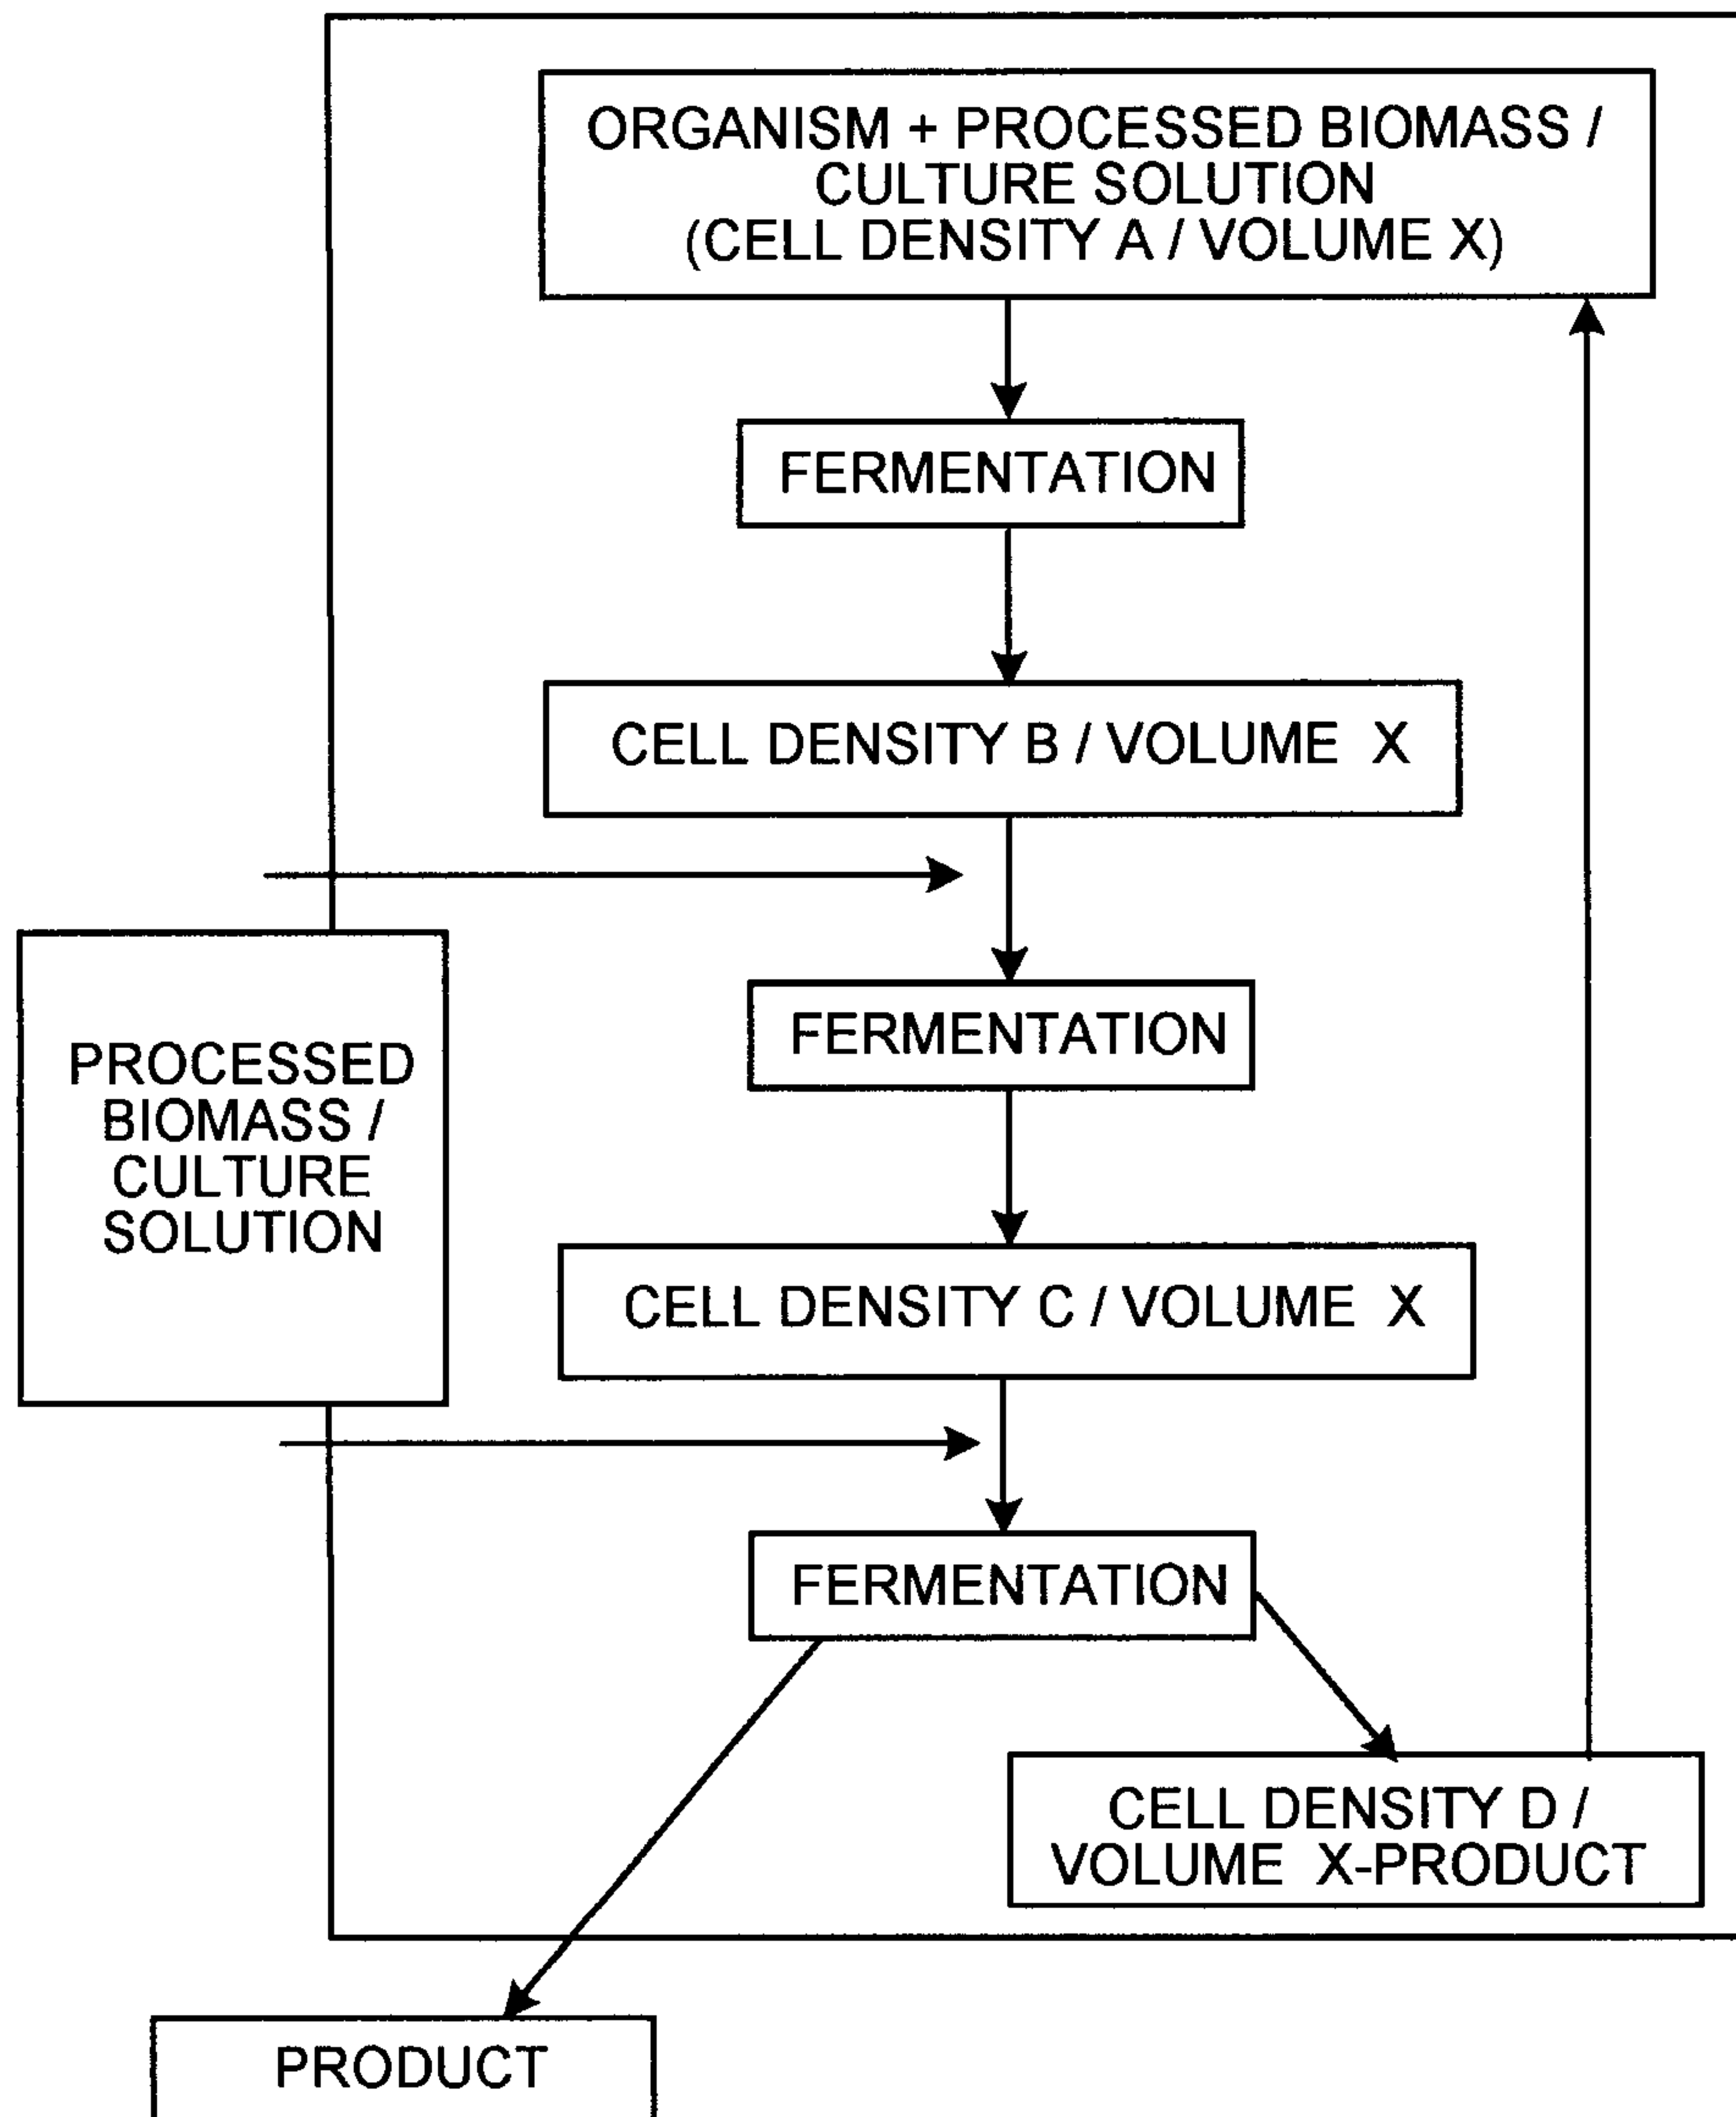 ORGANISM + PROCESSED BIOMASS /
CULTURE SOLUTION
(CELL DENSITY A / VOLUME X)
FERMENTATION
CELL DENSITY B / VOLUME X
FERMENTATION
PROCESSED
BIOMASS /
CULTURE
SOLUTION
CELL DENSITY C / VOLUME X
FERMENTATION
CELL DENSITY D /
VOLUME X-PRODUCT
PRODUCT